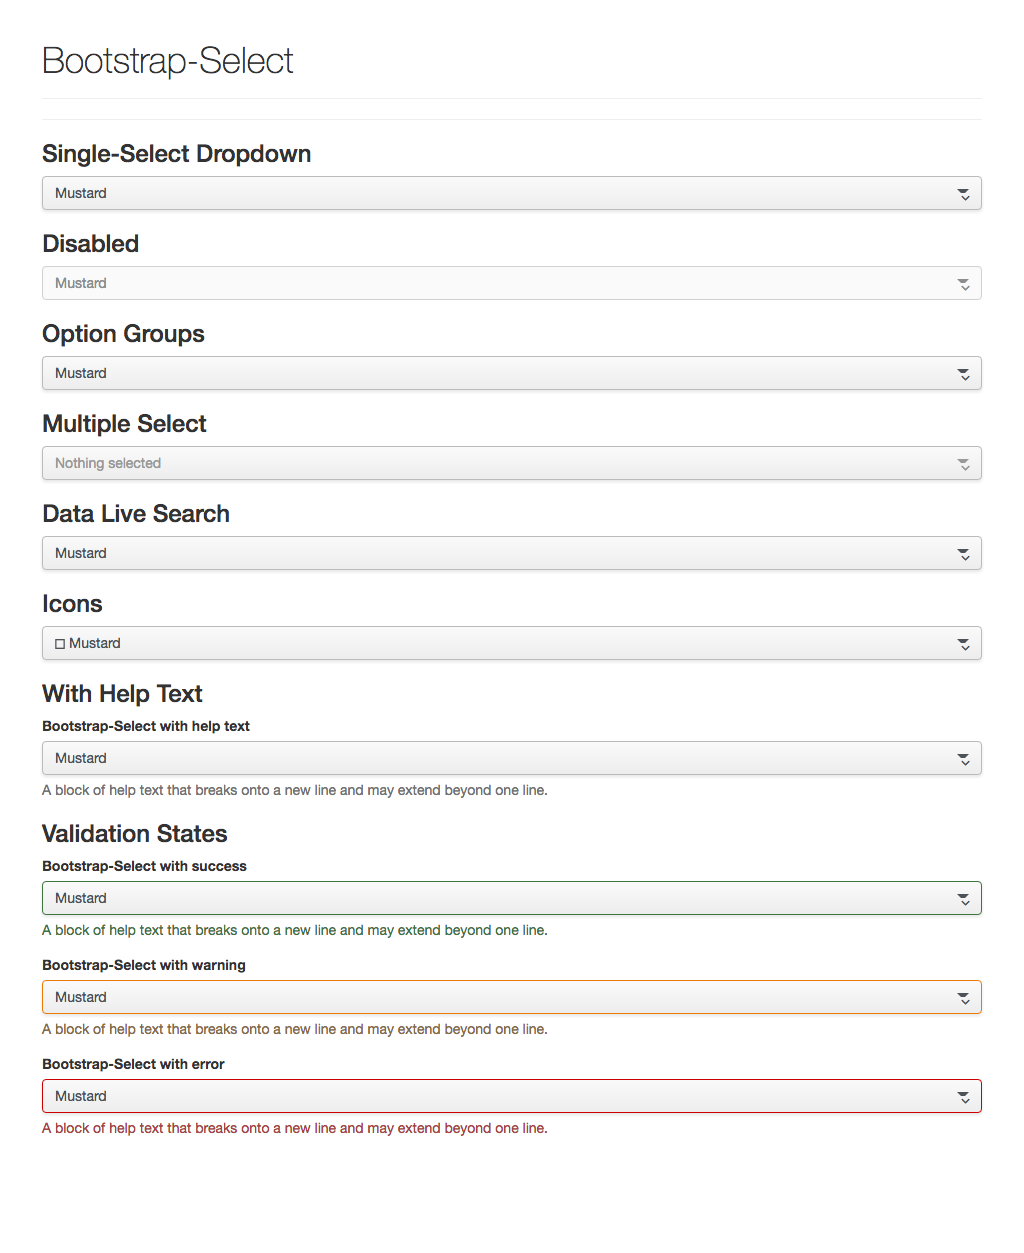 Bootstrap-Select
Single-Select Dropdown
Mustard
Disabled
Mustard
Option Groups
Mustard
Multiple Select
Nothing selected
Data Live Search
Mustard
Icons
Mustard
With Help Text
Bootstrap-Select with help text
Mustard
A block of help text that breaks onto a new line and may extend beyond one line.
Validation States
Bootstrap-Select with success
Mustard
A block of help text that breaks onto a new line and may extend beyond one line.
Bootstrap-Select with warning
Mustard
A block of help text that breaks onto a new line and may extend beyond one line.
Bootstrap-Select with error
Mustard
A block of help text that breaks onto a new line and may extend beyond one line.